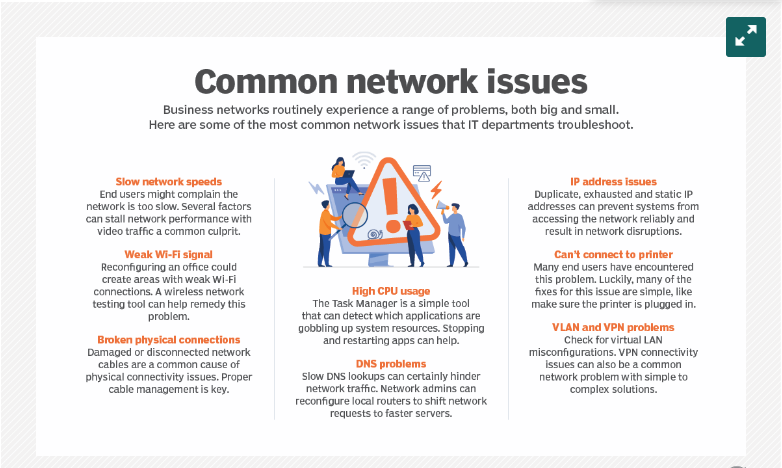 Common network issues
Business networks routinely experience a range of problems, both big and small.
Here are some of the most common network issues that IT departments troubleshoot.
Slow network speeds
End users might complain the
network is too slow. Several factors
can stall network performance with
video traffic a common culprit.
Weak Wi-Fi signal
Reconfiguring an office could
create areas with weak Wi-Fi
connections. A wireless network
testing tool can help remedy this
problem.
Broken physical connections
Damaged or disconnected network
cables are a common cause of
physical connectivity issues. Proper
cable management is key.
High CPU usage
The Task Manager is a simple tool
that can detect which applications are
gobbling up system resources. Stopping
and restarting apps can help.
DNS problems
Slow DNS lookups can certainly hinder
network traffic. Network admins can
reconfigure local routers to shift network
requests to faster servers.
IP address issues
Duplicate, exhausted and static IP
addresses can prevent systems from
accessing the network reliably and
result in network disruptions.
Can't connect to printer
Many end users have encountered
this problem. Luckily, many of the
fixes for this issue are simple, like
make sure the printer is plugged in.
VLAN and VPN problems
Check for virtual LAN
misconfigurations. VPN connectivity
issues can also be a common
network problem with simple to
complex solutions.